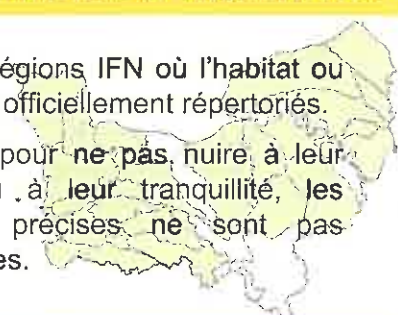 égions IFN où l'habitat ou
officiellement répertoriés.
pour ne pas nuire à leur
à leur tranquillité, les
précises ne sont pas
es.